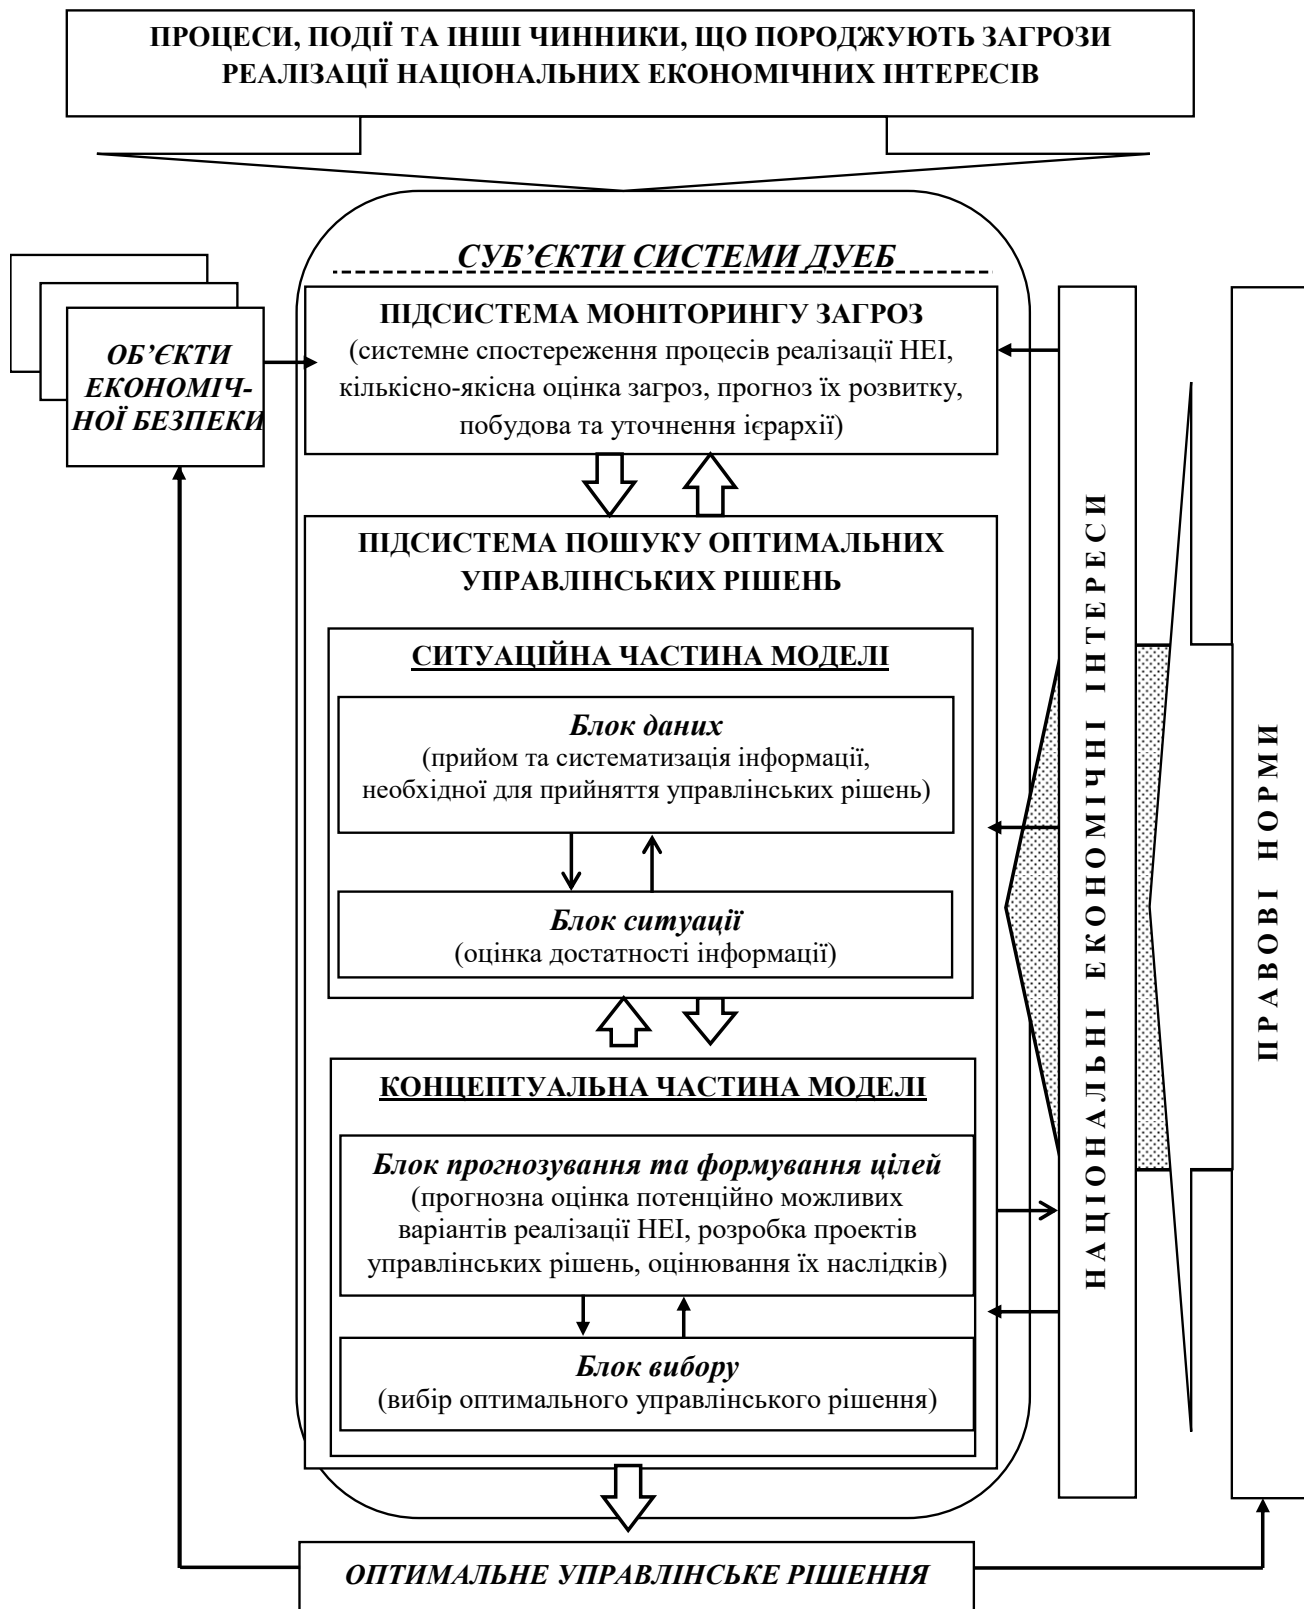 ПРОЦЕСИ, ПОДІЇ ТА ІНШІ ЧИННИКИ, ЩО ПОРОДЖУЮТЬ ЗАГРОЗИ
РЕАЛІЗАЦІЇ НАЦІОНАЛЬНИХ ЕКОНОМІЧНИХ ІНТЕРЕСІВ
СУБ’ЄКТИ СИСТЕМИ ДУЕБ
ПІДСИСТЕМА МОНІТОРИНГУ ЗАГРОЗ
(системне спостереження процесів реалізації НЕІ,
кількісно-якісна оцінка загроз, прогноз їх розвитку,
побудова та уточнення ієрархії)
ОБ’ЄКТИ
ЕКОНОМІЧ-
НОЇ БЕЗПЕКИ
ПІДСИСТЕМА ПОШУКУ ОПТИМАЛЬНИХ
УПРАВЛІНСЬКИХ РІШЕНЬ
СИТУАЦІЙНА ЧАСТИНА МОДЕЛІ
Блок даних
(прийом та систематизація інформації,
необхідної для прийняття управлінських рішень)
Блок ситуації
(оцінка достатності інформації)
КОНЦЕПТУАЛЬНА ЧАСТИНА МОДЕЛІ
Блок прогнозування та формування цілей
(прогнозна оцінка потенційно можливих
варіантів реалізації НЕІ, розробка проектів
управлінських рішень, оцінювання їх наслідків)
Блок вибору
(вибір оптимального управлінського рішення)
НАЦІОНАЛЬНІ ЕКОНОМІЧНІ ІНТЕРЕСИ
ПРАВОВІ НОРМИ
ОПТИМАЛЬНЕ УПРАВЛІНСЬКЕ РІШЕННЯ